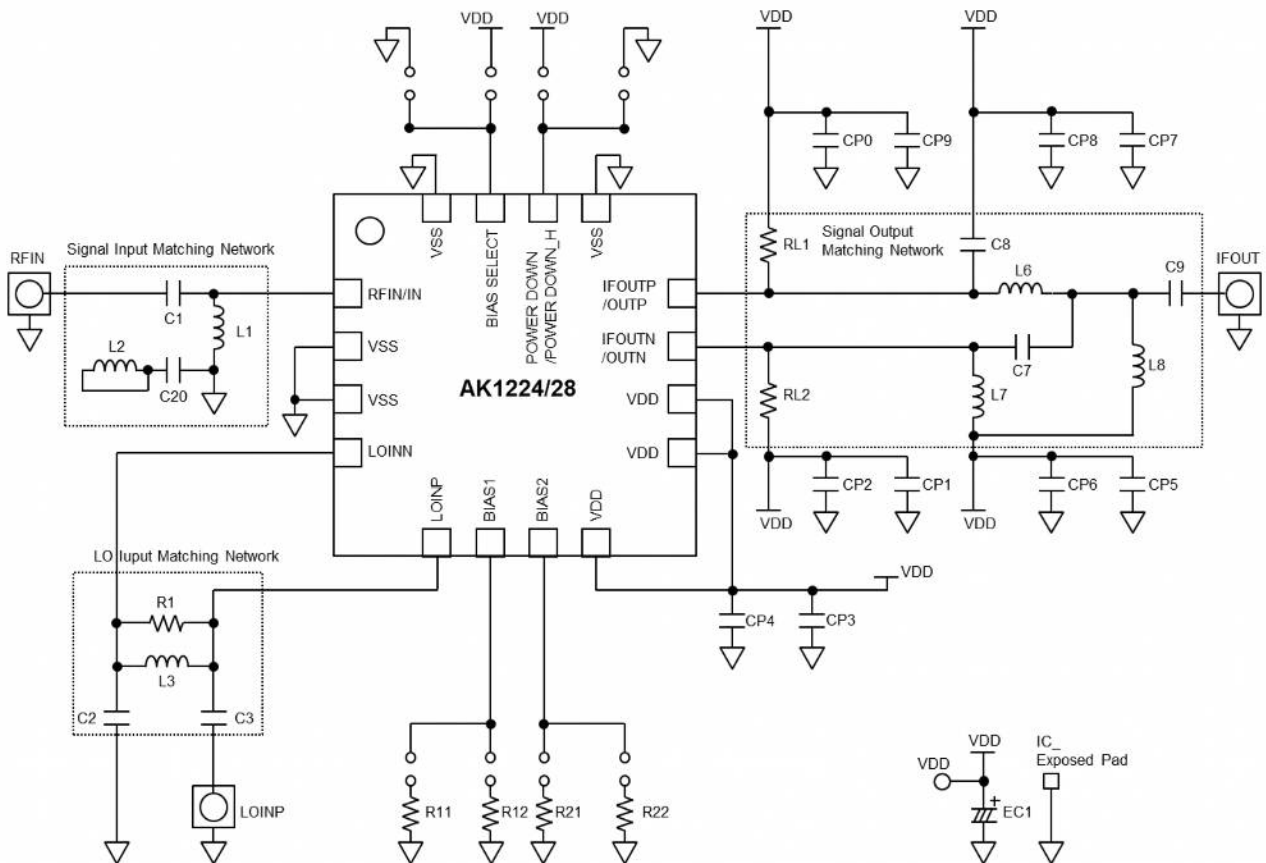 VDD
VDD
VDD
VDD
CP0
CP9
CP8
CP7
VSS
BIAS SELECT
POWER DOWN
/POWER DOWN_H
VSS
Signal Input Matching Network
RFIN
C1
L1
L2
C20
RFIN/IN
VSS
VSS
LOINN
AK1224/28
IFOUTP
/OUTP
IFOUTN
/OUTN
VDD
VDD
Signal Output
Matching Network
RL1
C8
L6
C9
IFOUT
C7
L8
RL2
L7
CP2
CP1
CP6
CP5
VDD
VDD
LOINP
BIAS1
BIAS2
VDD
LO Iuput Matching Network
R1
L3
C2
C3
LOINP
VDD
CP4
CP3
R11
R12
R21
R22
VDD
VDD
EC1
IC_
Exposed Pad